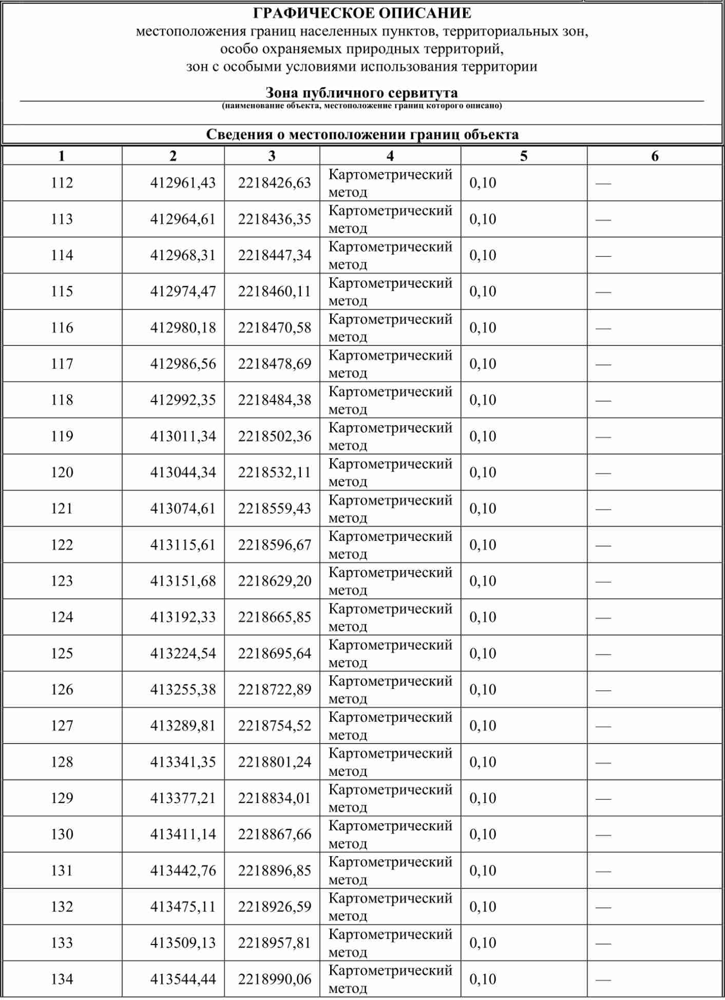 ГРАФИЧЕСКОЕ ОПИСАНИЕ
местоположения границ населенных пунктов, территориальных зон,
особо охраняемых природных территорий,
зон с особыми условиями использования территории
Зона публичного сервитута
(наименование объекта, местоположение границ которого описано)
Сведения о местоположении границ объекта
1 2 3 4 5 6
112 412961,43 2218426,63 Картометрический метод 0,10 —
113 412964,61 2218436,35 Картометрический метод 0,10 —
114 412968,31 2218447,34 Картометрический метод 0,10 —
115 412974,47 2218460,11 Картометрический метод 0,10 —
116 412980,18 2218470,58 Картометрический метод 0,10 —
117 412986,56 2218478,69 Картометрический метод 0,10 —
118 412992,35 2218484,38 Картометрический метод 0,10 —
119 413011,34 2218502,36 Картометрический метод 0,10 —
120 413044,34 2218532,11 Картометрический метод 0,10 —
121 413074,61 2218559,43 Картометрический метод 0,10 —
122 413115,61 2218596,67 Картометрический метод 0,10 —
123 413151,68 2218629,20 Картометрический метод 0,10 —
124 413192,33 2218665,85 Картометрический метод 0,10 —
125 413224,54 2218695,64 Картометрический метод 0,10 —
126 413255,38 2218722,89 Картометрический метод 0,10 —
127 413289,81 2218754,52 Картометрический метод 0,10 —
128 413341,35 2218801,24 Картометрический метод 0,10 —
129 413377,21 2218834,01 Картометрический метод 0,10 —
130 413411,14 2218867,66 Картометрический метод 0,10 —
131 413442,76 2218896,85 Картометрический метод 0,10 —
132 413475,11 2218926,59 Картометрический метод 0,10 —
133 413509,13 2218957,81 Картометрический метод 0,10 —
134 413544,44 2218990,06 Картометрический метод 0,10 —